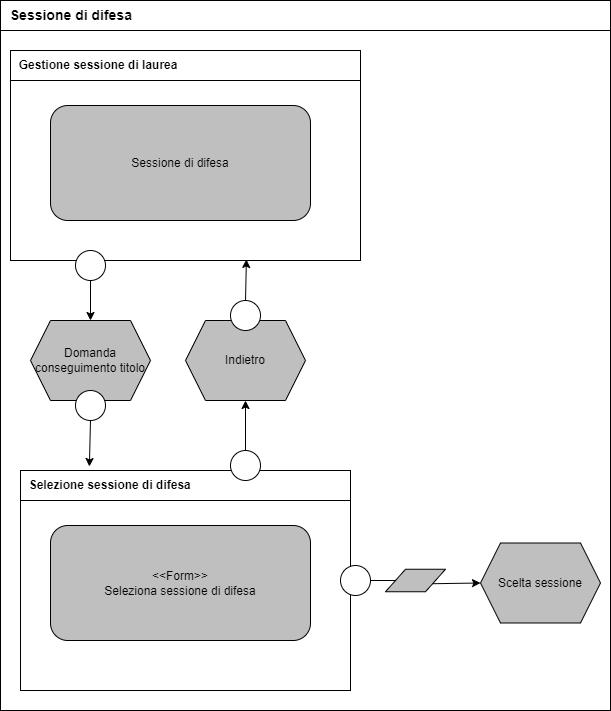 Sessione di difesa
Gestione sessione di laurea
Sessione di difesa
Domanda
conseguimento titolo
Indietro
Selezione sessione di difesa
<<Form>>
Seleziona sessione di difesa
Scelta sessione